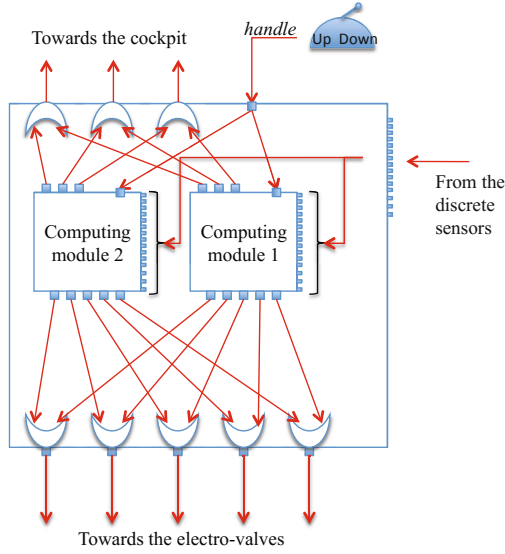 Towards the cockpit
handle
Up Down
From the
discrete
sensors
Computing
module 2
Computing
module 1
Towards the electro-valves